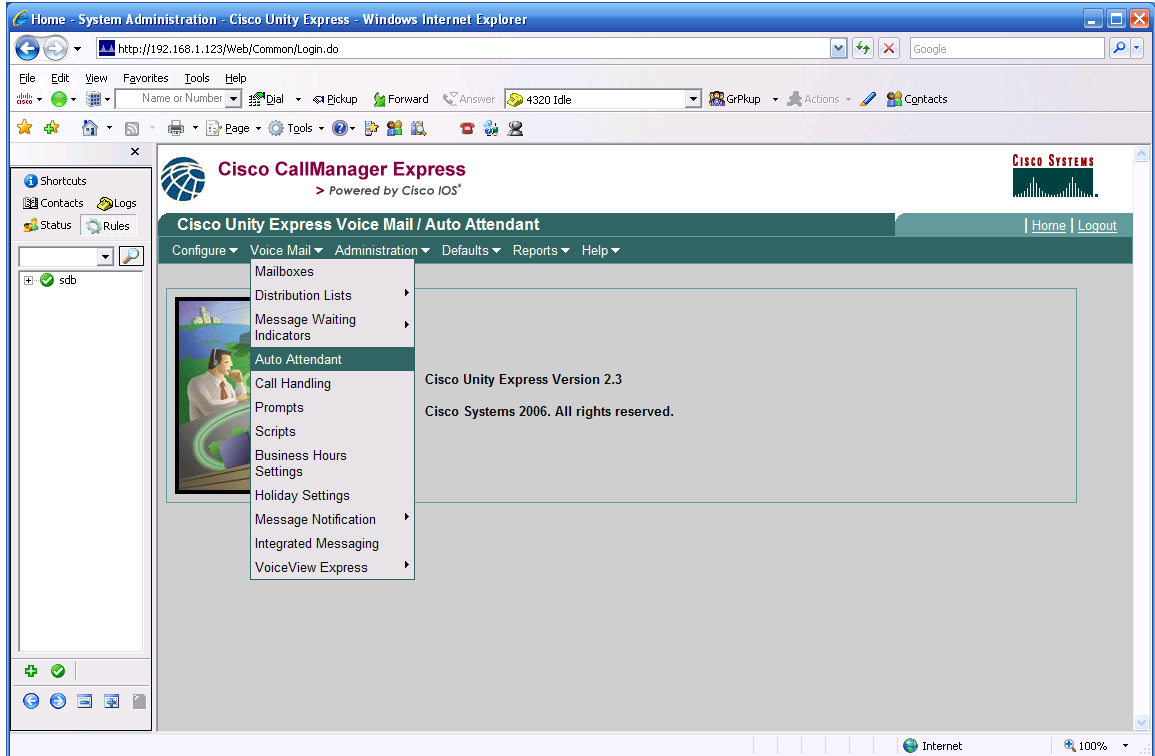 Home - System Administration - Cisco Unity Express - Windows Internet Explorer
http://192.168.1.123/Web/Common/Login.do
Google
File Edit View Favorites Tools Help
cisco Name or Number Dial Pickup Forward Answer 4320 Idle GrPkup Actions Contacts
Page Tools
Shortcuts
Contacts Logs
Status Rules
sdb
Cisco CallManager Express
> Powered by Cisco IOS®
CISCO SYSTEMS
Cisco Unity Express Voice Mail / Auto Attendant
| Home | Logout
Configure Voice Mail Administration Defaults Reports Help
Mailboxes
Distribution Lists
Message Waiting
Indicators
Auto Attendant
Call Handling
Prompts
Scripts
Business Hours
Settings
Holiday Settings
Message Notification
Integrated Messaging
VoiceView Express
Cisco Unity Express Version 2.3
Cisco Systems 2006. All rights reserved.
Internet 100%